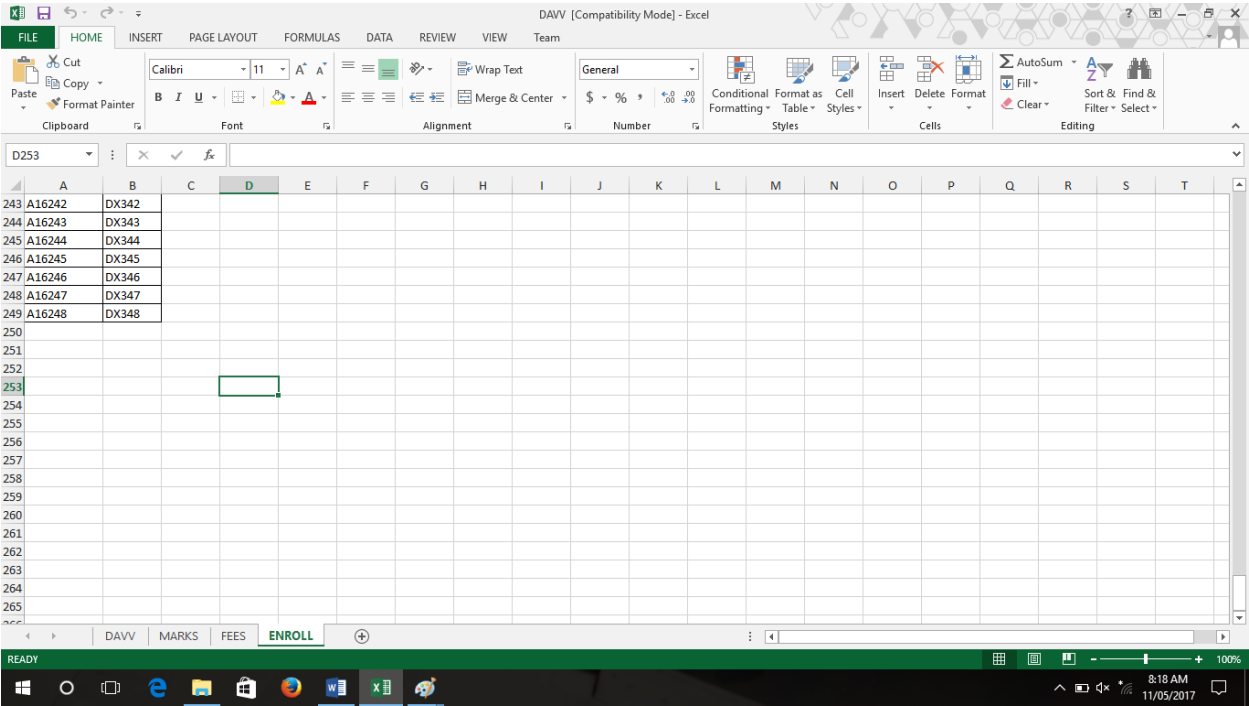 DAVV [Compatibility Mode] - Excel
FILE HOME INSERT PAGE LAYOUT FORMULAS DATA REVIEW VIEW Team
Paste Cut Copy Format Painter
Calibri 11 B I U
Wrap Text Merge & Center
General $ % , .00 .0
Conditional Formatting Format as Table Cell Styles
Insert Delete Format
AutoSum Fill Clear Sort & Filter Find & Select
Clipboard Font Alignment Number Styles Cells Editing
D253 fx
A B C D E F G H I J K L M N O P Q R S T
243 A16242 DX342
244 A16243 DX343
245 A16244 DX344
246 A16245 DX345
247 A16246 DX346
248 A16247 DX347
249 A16248 DX348
250
251
252
253
254
255
256
257
258
259
260
261
262
263
264
265
DAVV MARKS FEES ENROLL
READY 100%
8:18 AM
11/05/2017